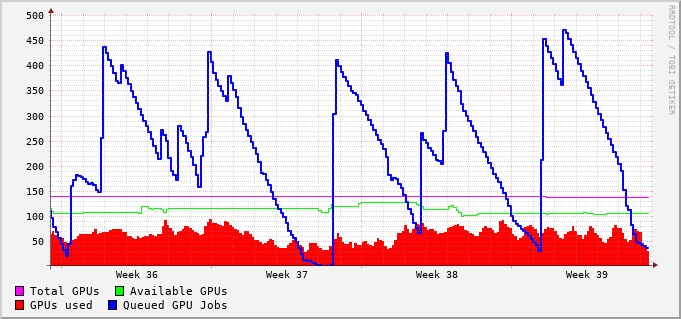 500
450
400
350
300
250
200
150
100
50
Week 36 Week 37 Week 38 Week 39
Total GPUs Available GPUs
GPUs used Queued GPU Jobs
RRDTOOL / TOBI OETIKER